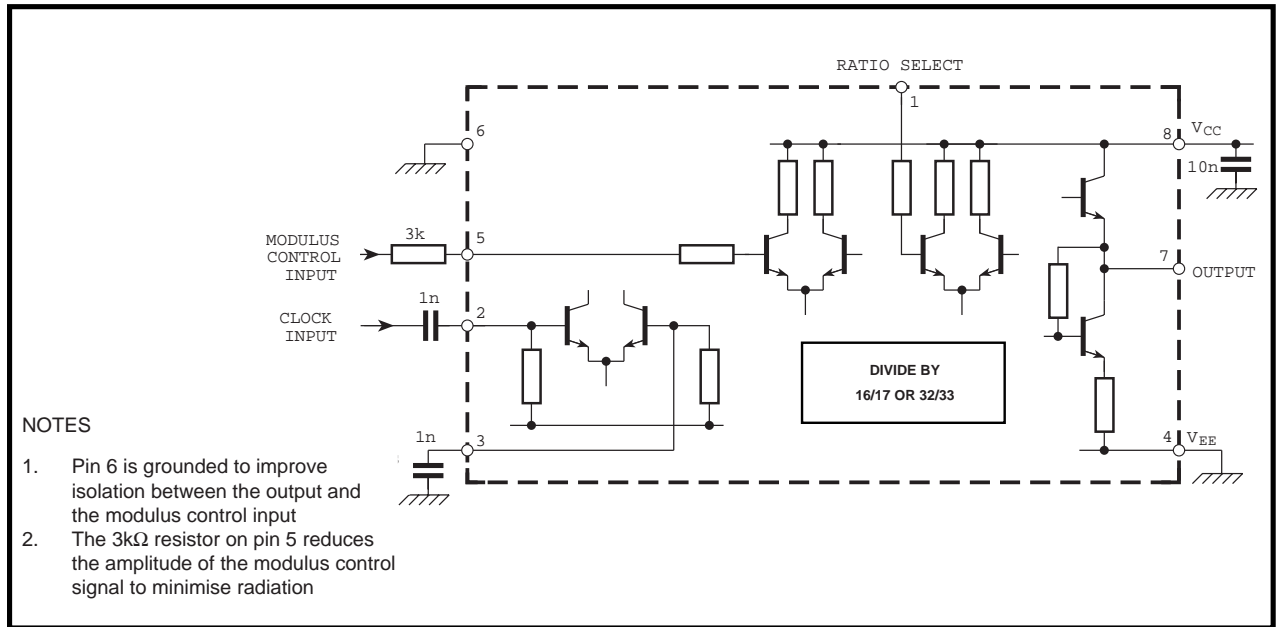 RATIO SELECT
1
6
8
VCC
10n
MODULUS
CONTROL
INPUT
3k
5
7
OUTPUT
CLOCK
INPUT
1n
2
DIVIDE BY
16/17 OR 32/33
1n
3
4
VEE
NOTES
1. Pin 6 is grounded to improve
isolation between the output and
the modulus control input
2. The 3kΩ resistor on pin 5 reduces
the amplitude of the modulus control
signal to minimise radiation